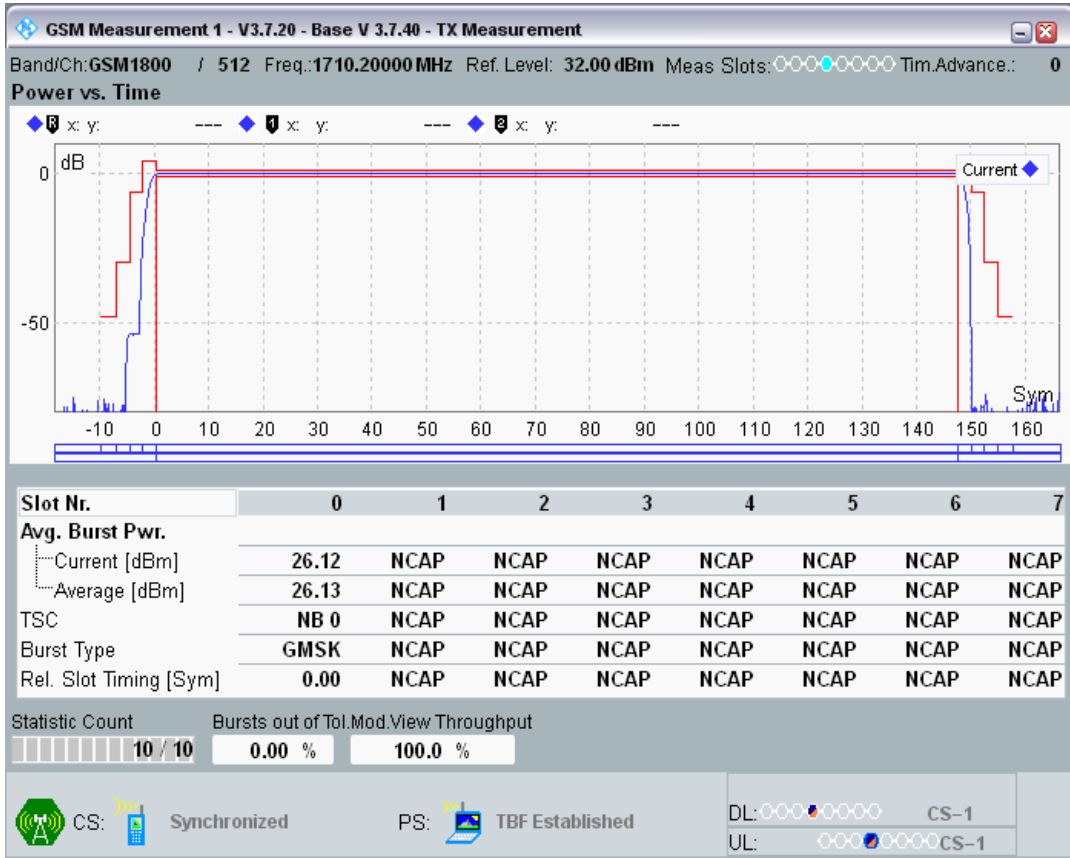 GSM Measurement 1 - V3.7.20 - Base V 3.7.40 - TX Measurement
Band/Ch:GSM1800 / 512 Freq.:1710.20000 MHz Ref. Level: 32.00 dBm Meas Slots: Tim.Advance.: 0
Power vs. Time
R x: y: --- 1 x: y: --- 2 x: y: ---
dB
Current
0
-50
Sym
-10 0 10 20 30 40 50 60 70 80 90 100 110 120 130 140 150 160
Slot Nr. 0 1 2 3 4 5 6 7
Avg. Burst Pwr.
Current [dBm] 26.12 NCAP NCAP NCAP NCAP NCAP NCAP NCAP
Average [dBm] 26.13 NCAP NCAP NCAP NCAP NCAP NCAP NCAP
TSC NB 0 NCAP NCAP NCAP NCAP NCAP NCAP NCAP
Burst Type GMSK NCAP NCAP NCAP NCAP NCAP NCAP NCAP
Rel. Slot Timing [Sym] 0.00 NCAP NCAP NCAP NCAP NCAP NCAP NCAP
Statistic Count Bursts out of Tol.Mod.View Throughput
10 / 10 0.00 % 100.0 %
CS: Synchronized PS: TBF Established
DL: CS-1
UL: CS-1